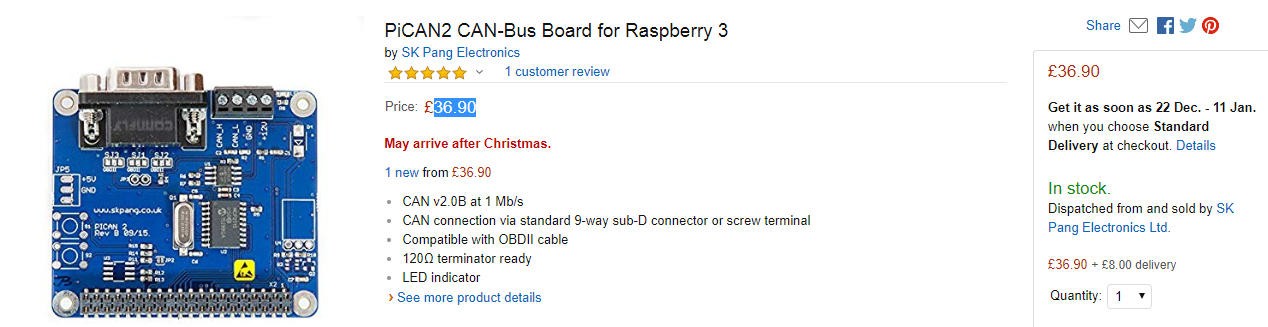 PiCAN2 CAN-Bus Board for Raspberry 3
by SK Pang Electronics
1 customer review
Price: £36.90
May arrive after Christmas.
1 new from £36.90
CAN v2.0B at 1 Mb/s
CAN connection via standard 9-way sub-D connector or screw terminal
Compatible with OBDII cable
120Ω terminator ready
LED indicator
› See more product details
Share
£36.90
Get it as soon as 22 Dec. - 11 Jan.
when you choose Standard
Delivery at checkout. Details
In stock.
Dispatched from and sold by SK
Pang Electronics Ltd.
£36.90 + £8.00 delivery
Quantity: 1
CAN_H
CAN_L
GND
+12V
SJ3 SJ1 SJ2
JP5
+5V
GND
www.skpang.co.uk
PICAN 2
Rev B 09/15.